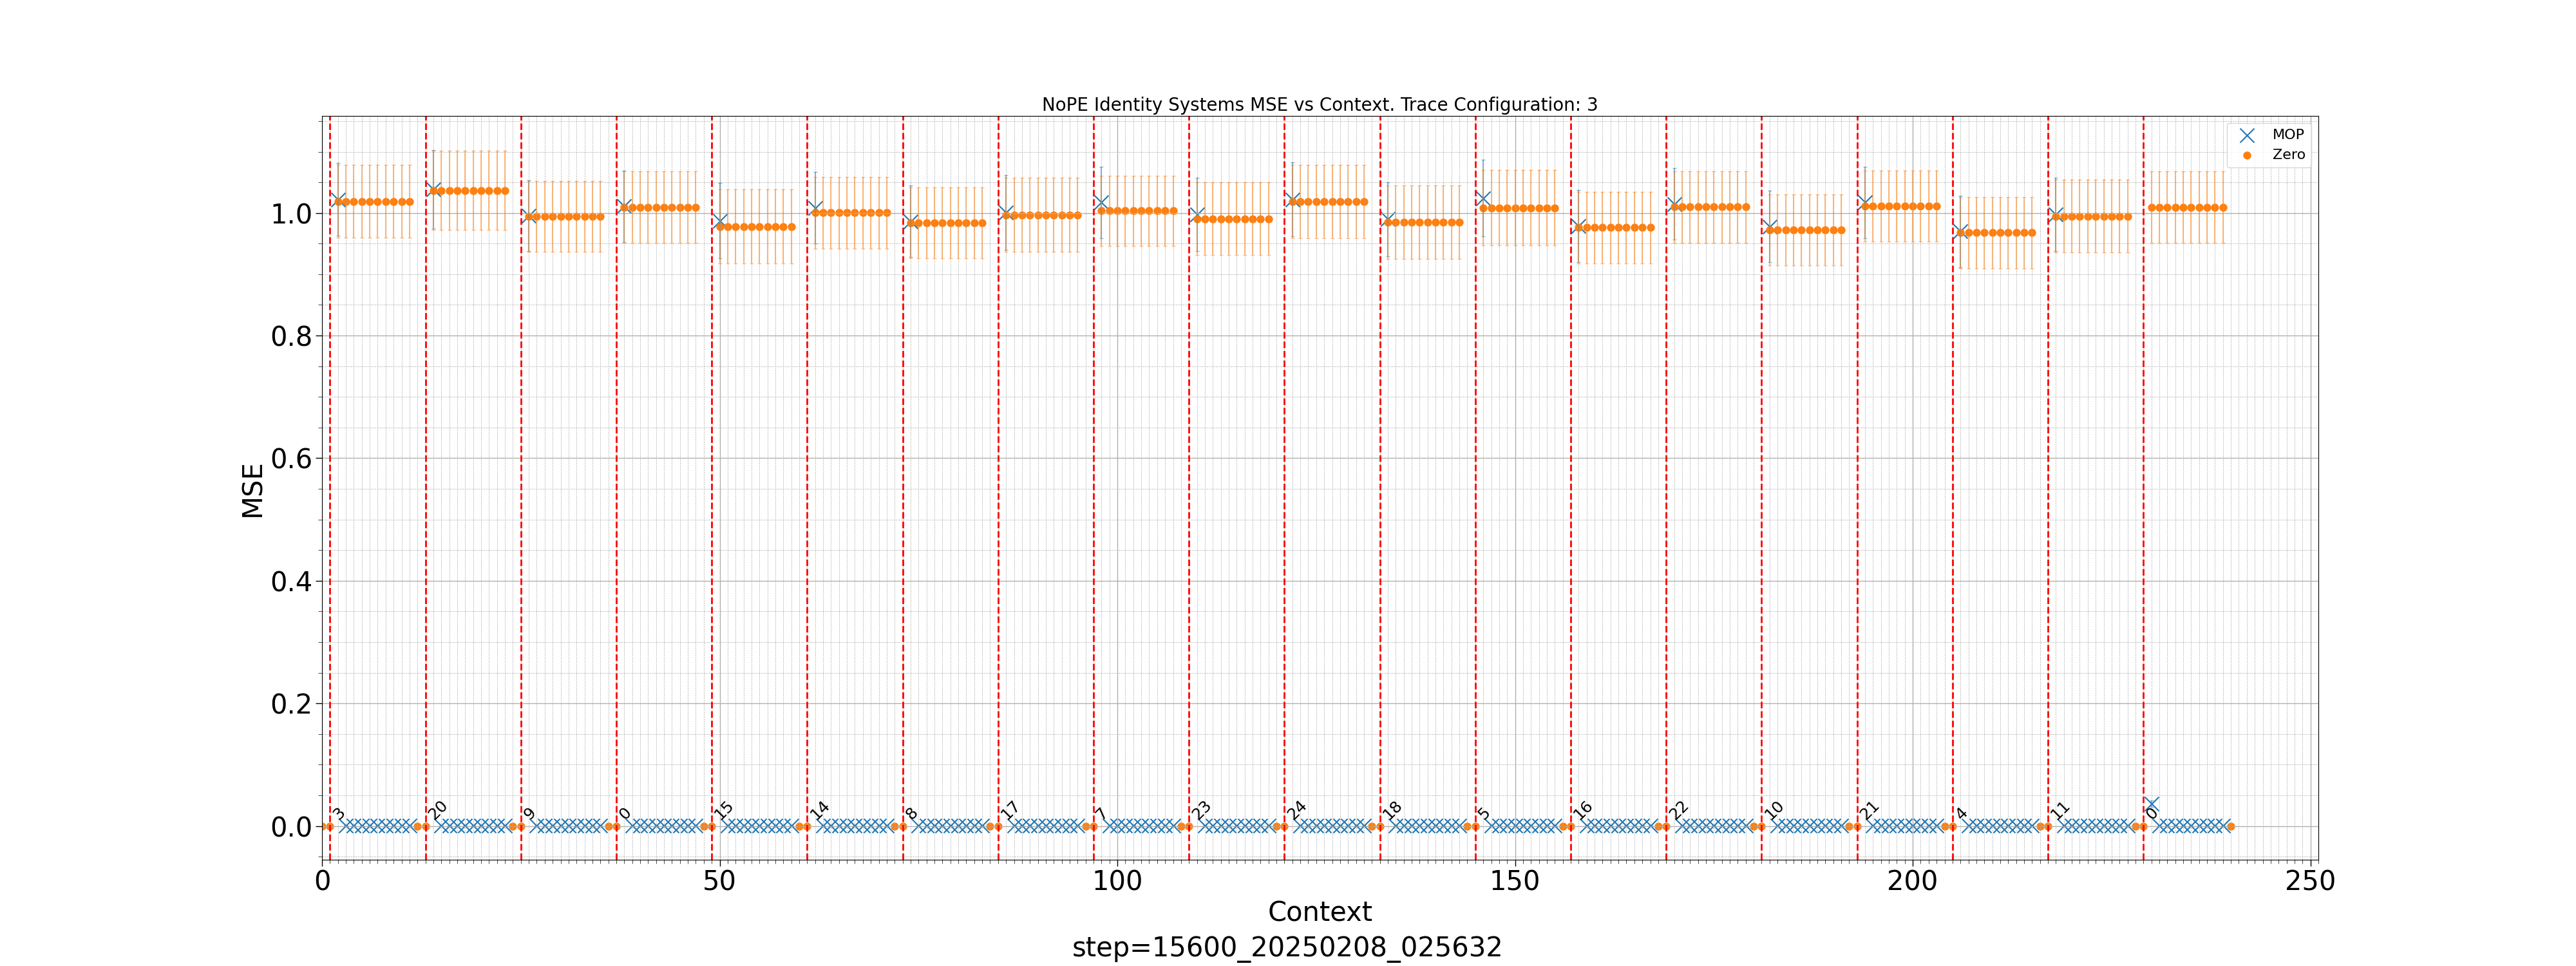 NoPE Identity Systems MSE vs Context. Trace Configuration: 3
MOP
Zero
MSE
1.0
0.8
0.6
0.4
0.2
0.0
3 20 9 0 15 14 8 17 7 23 24 18 5 16 22 10 21 4 11 0
0 50 100 150 200 250
Context
step=15600_20250208_025632